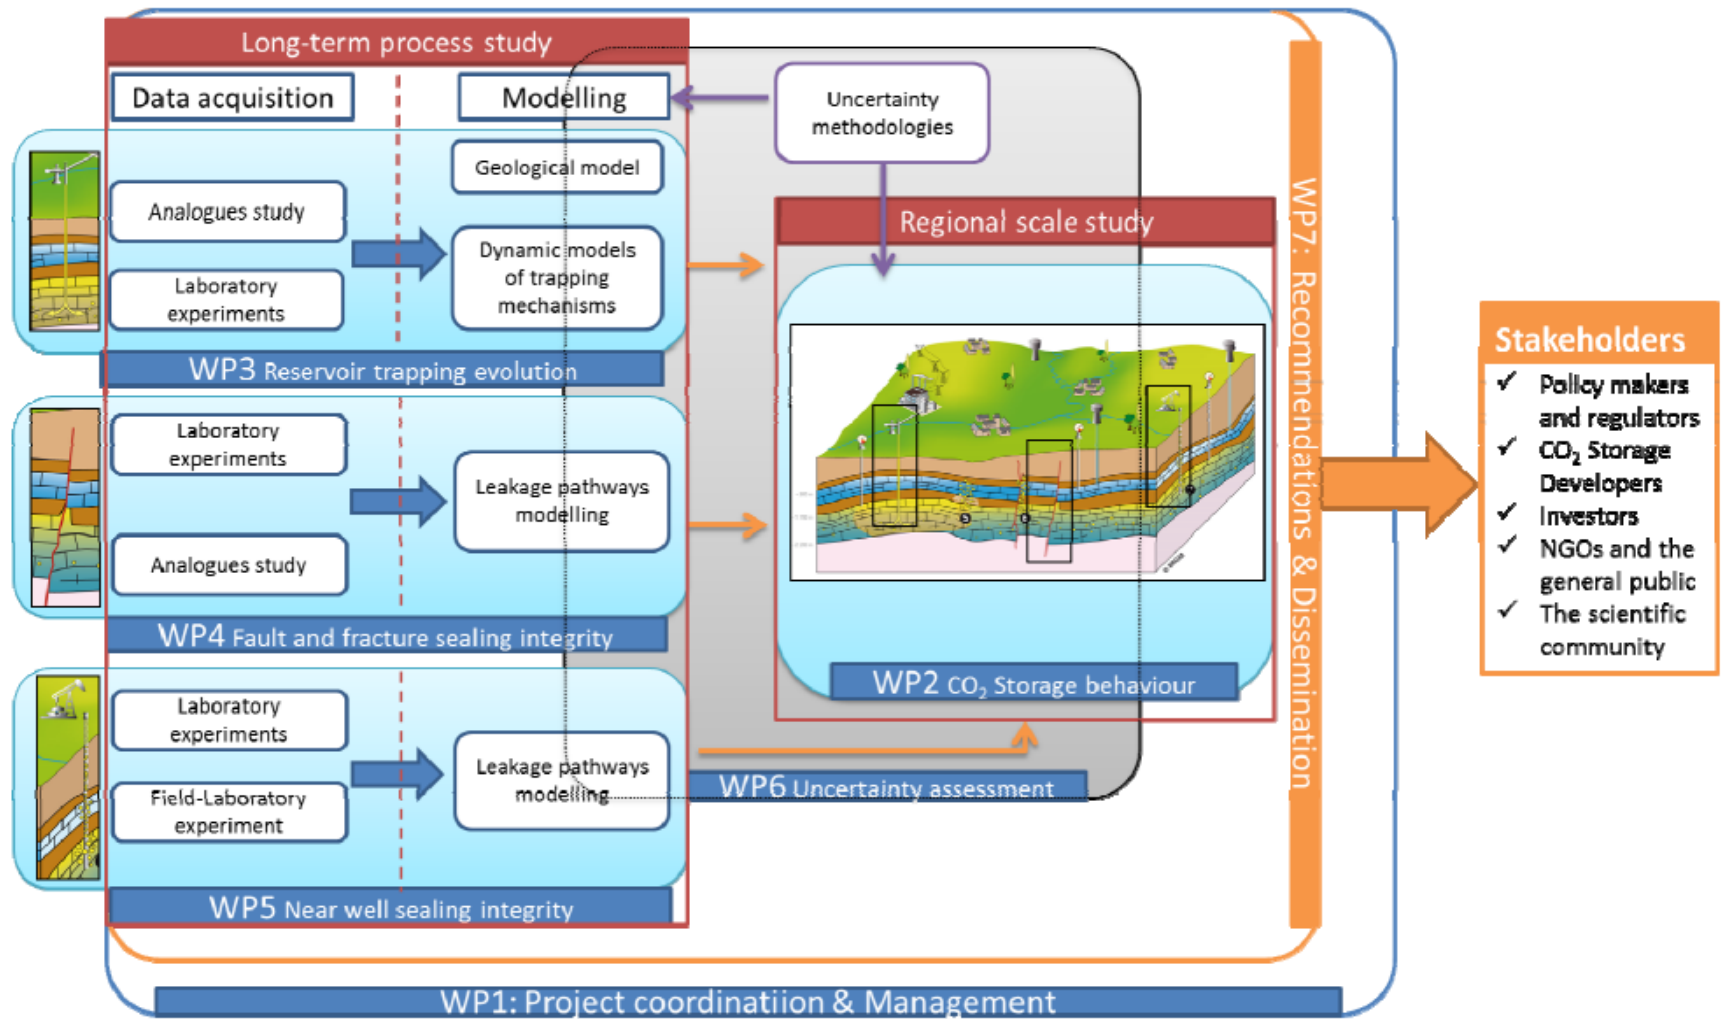 Long-term process study
Data acquisition
Modelling
Uncertainty
methodologies
Geological model
Analogues study
Dynamic models
of trapping
mechanisms
Laboratory
experiments
WP3 Reservoir trapping evolution
Laboratory
experiments
Leakage pathways
modelling
Analogues study
WP4 Fault and fracture sealing integrity
Laboratory
experiments
Leakage pathways
modelling
Field-Laboratory
experiment
WP5 Near well sealing integrity
Regional scale study
WP2 CO₂ Storage behaviour
WP6 Uncertainty assessment
WP7: Recommendations & Dissemination
Stakeholders
✓ Policy makers
and regulators
✓ CO₂ Storage
Developers
✓ Investors
✓ NGOs and the
general public
✓ The scientific
community
WP1: Project coordinatiion & Management